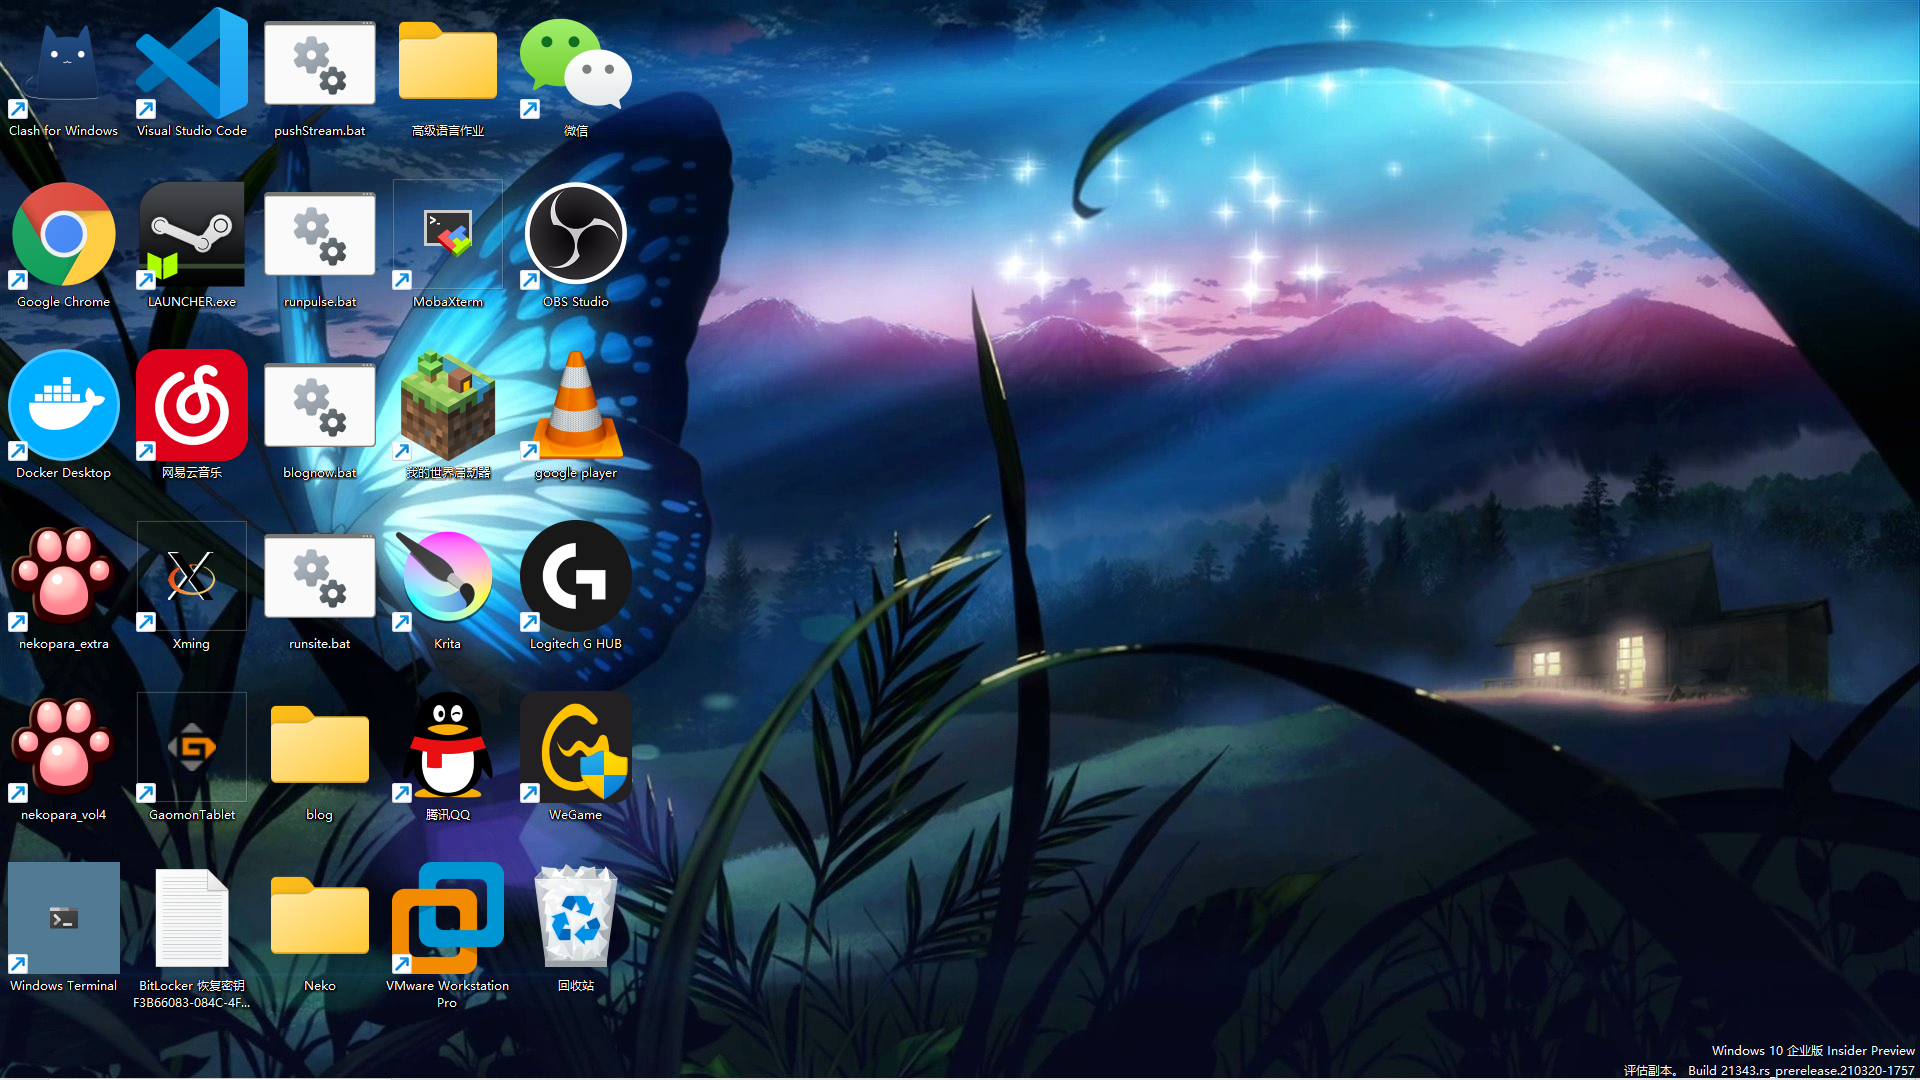 Clash for Windows
Visual Studio Code
pushStream.bat
高级语言作业
微信
Google Chrome
LAUNCHER.exe
runpulse.bat
MobaXterm
OBS Studio
Docker Desktop
网易云音乐
blognow.bat
我的世界启动器
google player
nekopara_extra
Xming
runsite.bat
Krita
Logitech G HUB
nekopara_vol4
GaomonTablet
blog
腾讯QQ
WeGame
Windows Terminal
BitLocker 恢复密钥
F3B66083-084C-4F...
Neko
VMware Workstation
Pro
回收站
Windows 10 企业版 Insider Preview
评估副本。 Build 21343.rs_prerelease.210320-1757